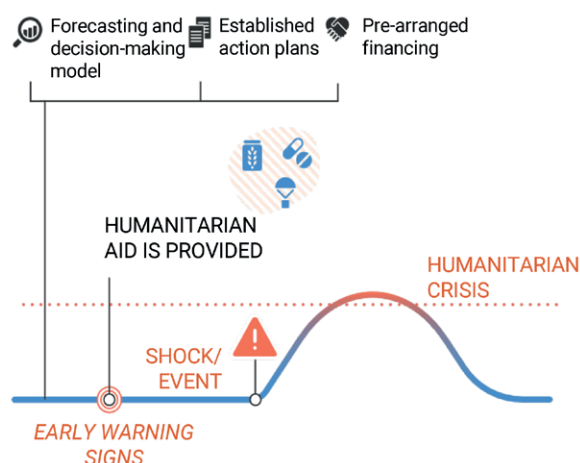 Forecasting and
decision-making
model
Established
action plans
Pre-arranged
financing
HUMANITARIAN
AID IS PROVIDED
HUMANITARIAN
CRISIS
SHOCK/
EVENT
EARLY WARNING
SIGNS